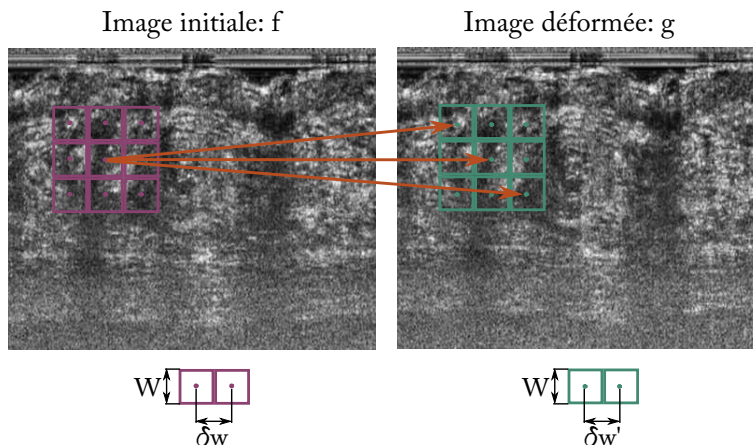 Image initiale: f
Image déformée: g
W
δw
W
δw'